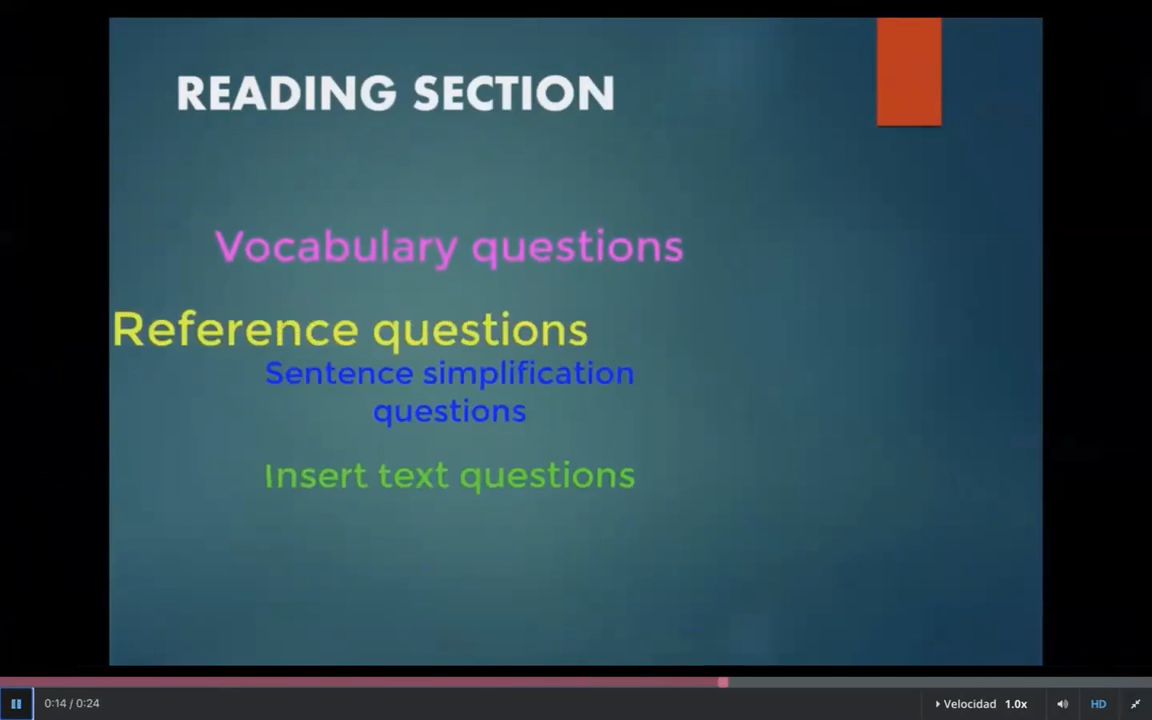 READING SECTION
Vocabulary questions
Reference questions
Sentence simplification
questions
Insert text questions
0:14 / 0:24
Velocidad 1.0x
HD